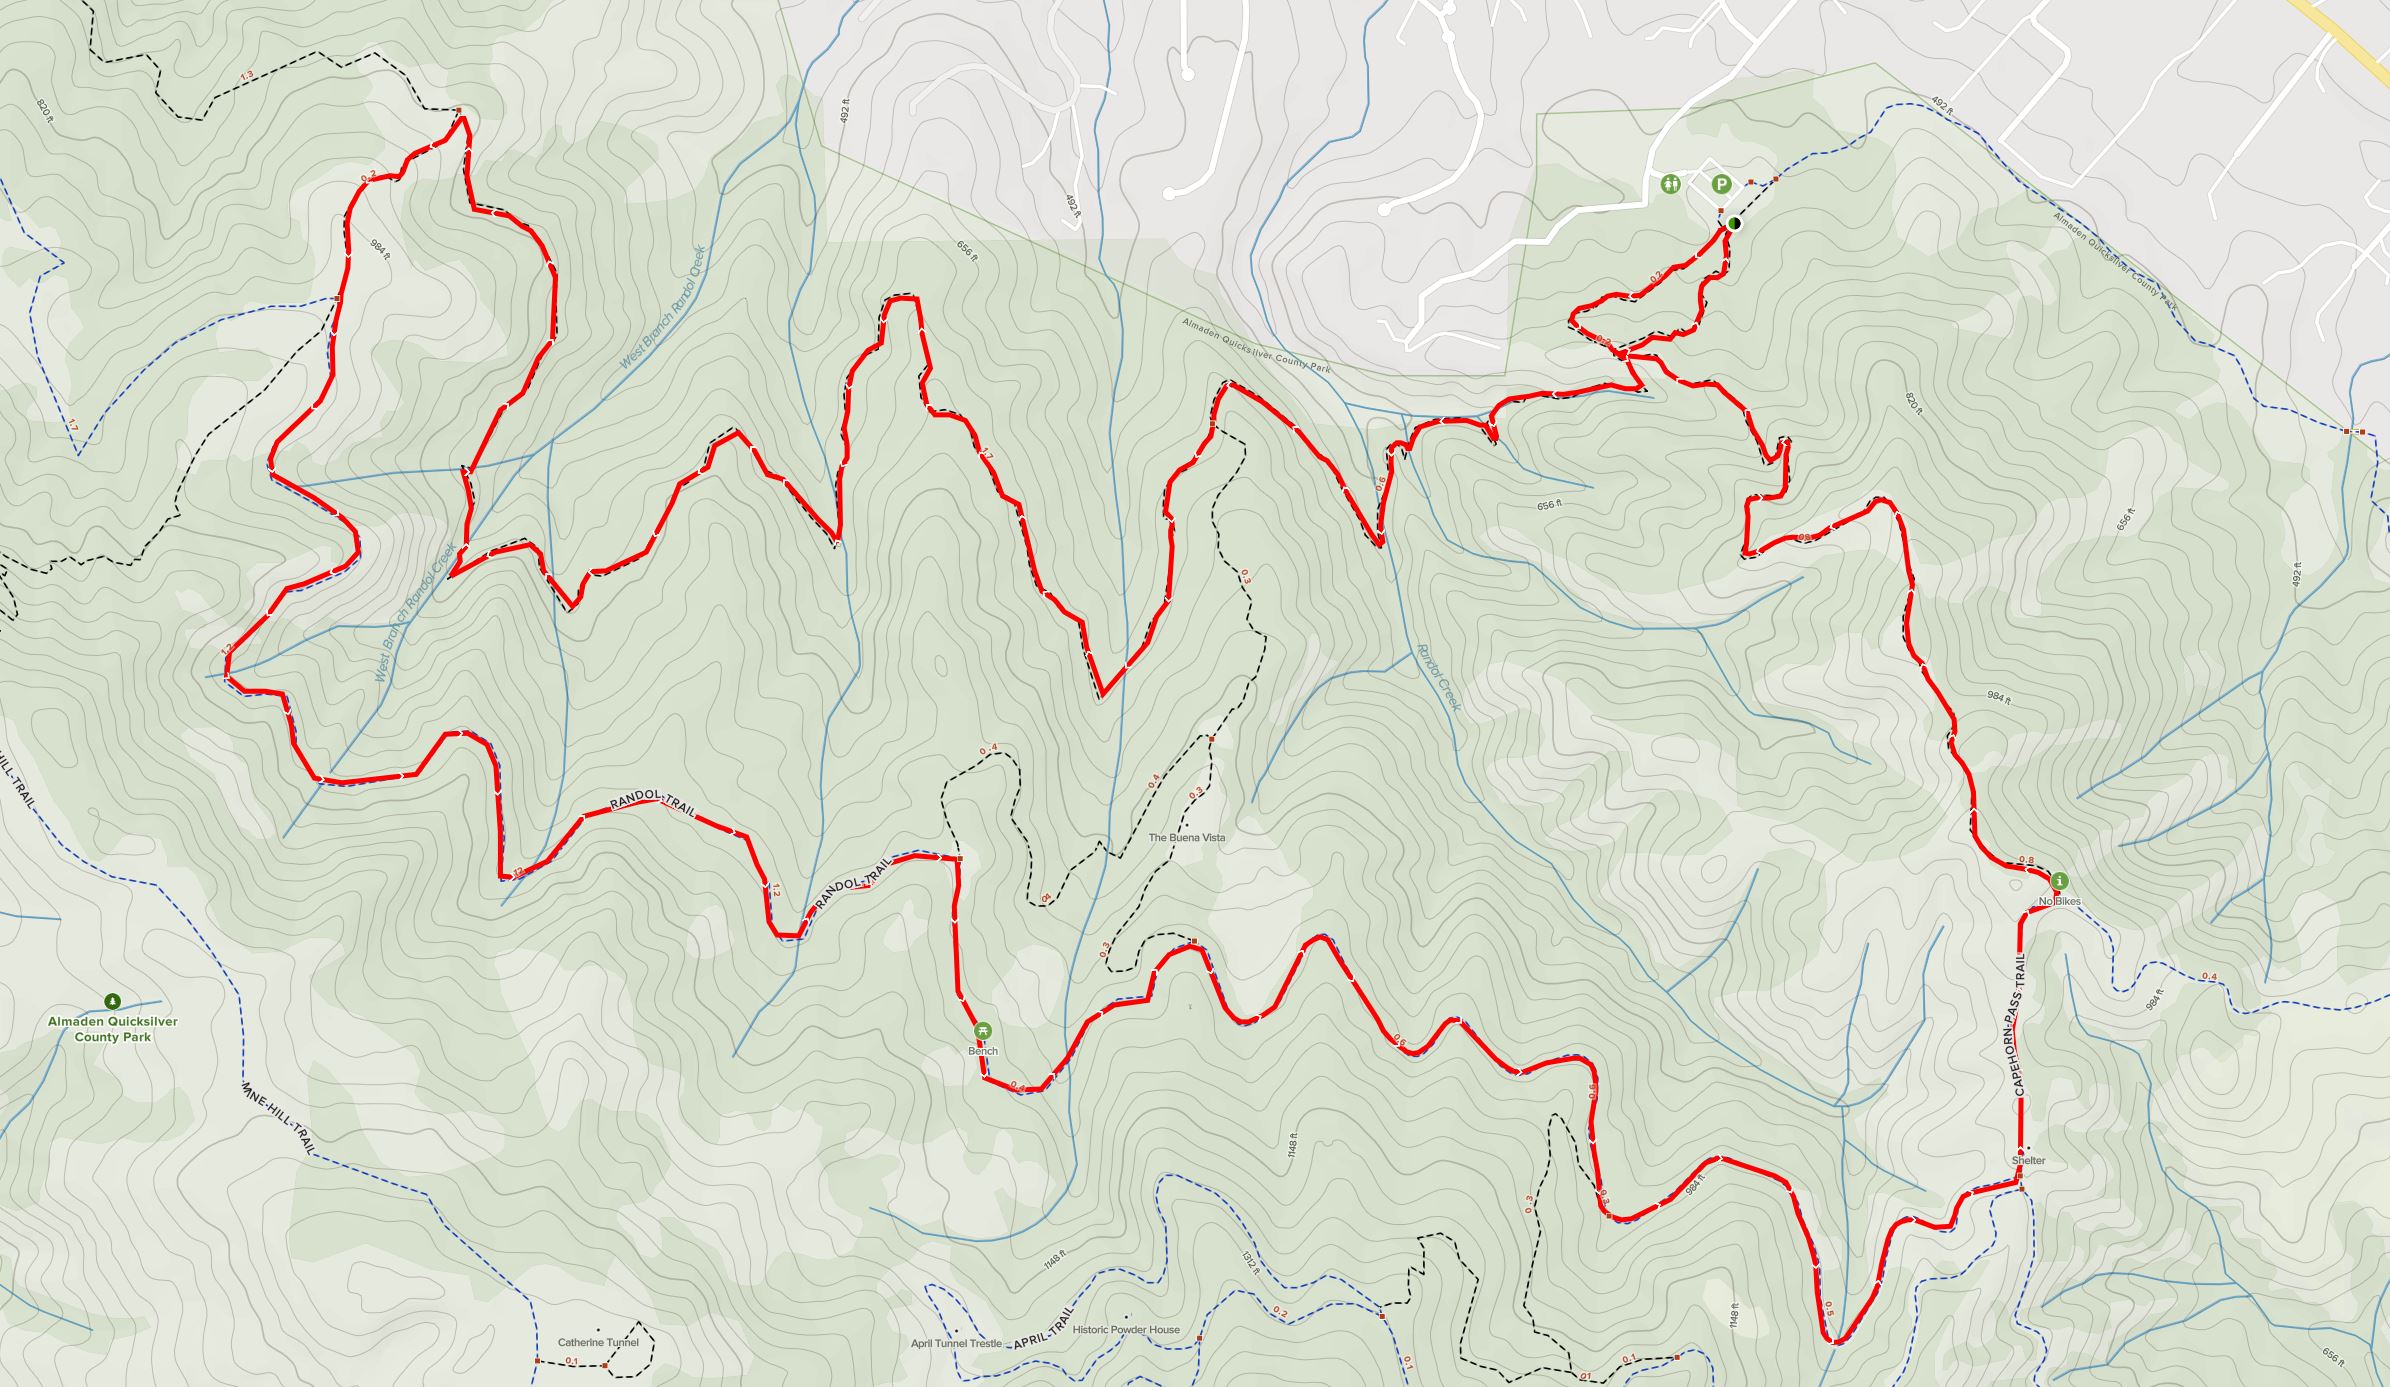 1.3
820 ft
492 ft
492 ft
P
0.2
984 ft
492 ft
656 ft
West Branch Randol Creek
0.2
Almaden Quicksilver County Park
Almaden Quicksilver County Park
0.2
1.7
820 ft
1.7
0.6
656 ft
656 ft
0.3
492 ft
West Branch Randol Creek
1.2
Randol Creek
984 ft
HILL-TRAIL
0.4
0.4
0.3
RANDOL-TRAIL
The Buena Vista
0.8
No Bikes
1.2
1.2
RANDOL-TRAIL
0.3
0.4
984 ft
Almaden Quicksilver
County Park
Bench
CAPEHORN-PASS-TRAIL
0.6
0.4
0.6
MINE-HILL-TRAIL
1148 ft
Shelter
984 ft
0.3
0.3
1148 ft
1312 ft
0.5
1148 ft
0.2
Catherine Tunnel
April Tunnel Trestle
APRIL-TRAIL
Historic Powder House
0.1
0.1
0.1
656 ft